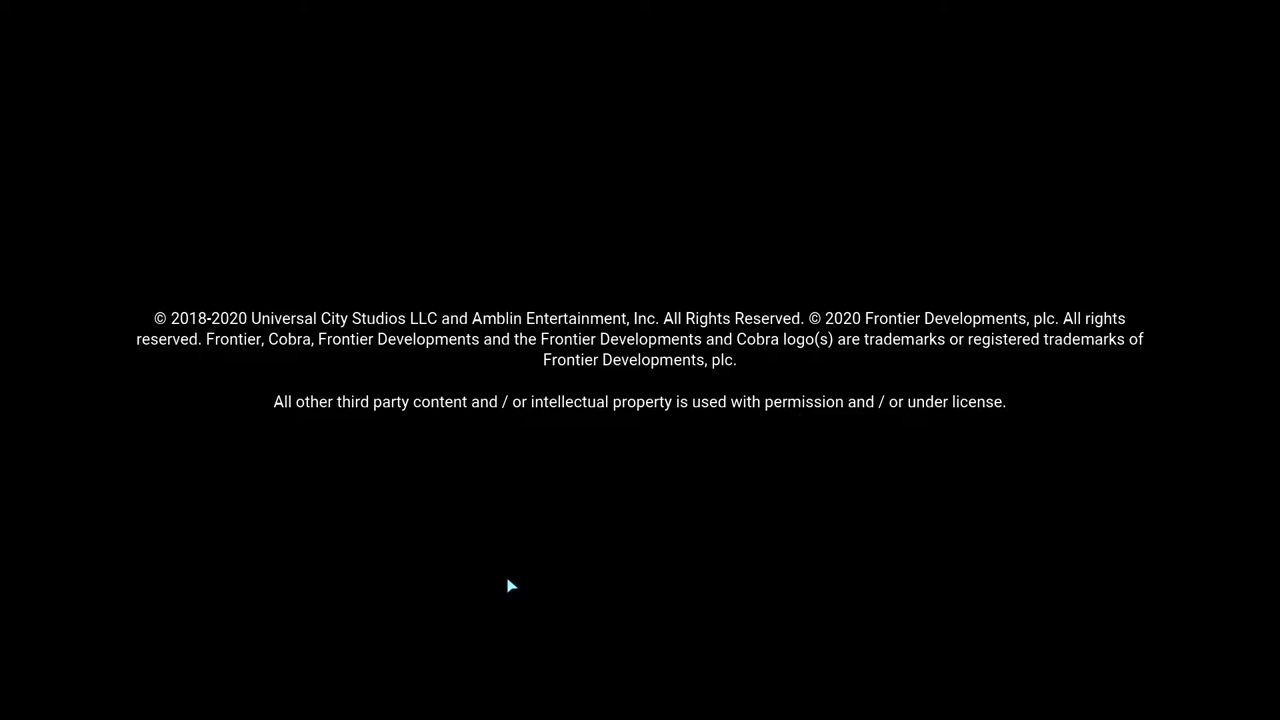 © 2018-2020 Universal City Studios LLC and Amblin Entertainment, Inc. All Rights Reserved. © 2020 Frontier Developments, plc. All rights
reserved. Frontier, Cobra, Frontier Developments and the Frontier Developments and Cobra logo(s) are trademarks or registered trademarks of
Frontier Developments, plc.
All other third party content and / or intellectual property is used with permission and / or under license.